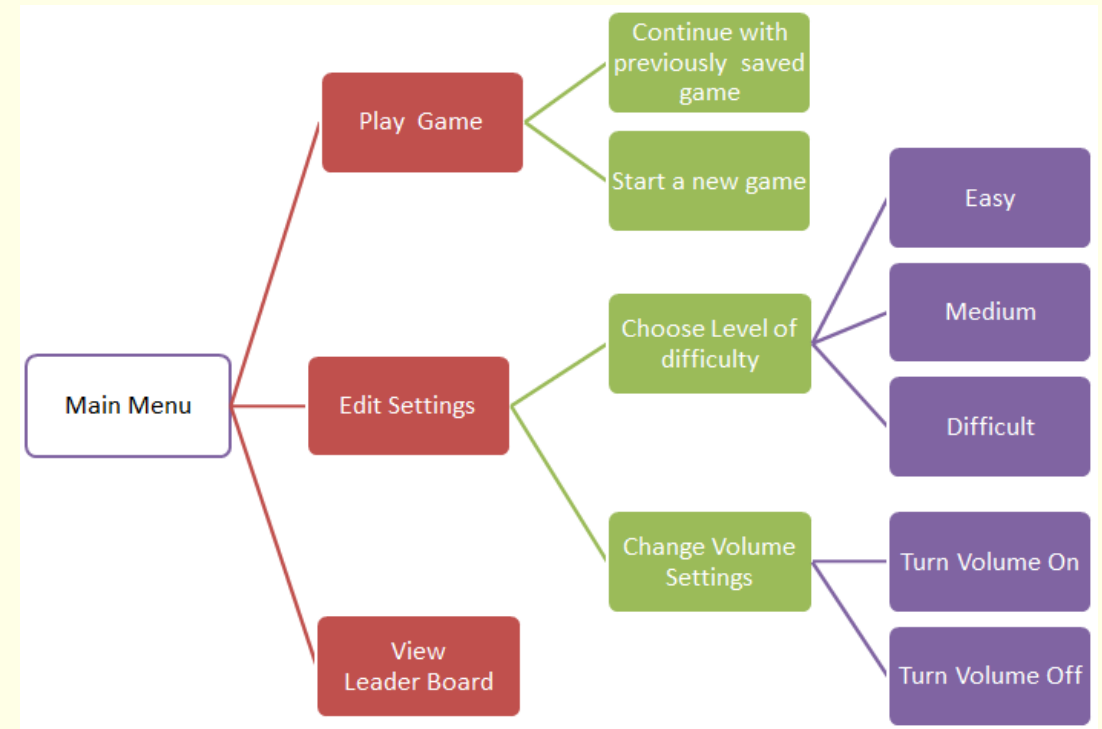 Main Menu
Play Game
Continue with
previously saved
game
Start a new game
Edit Settings
Choose Level of
difficulty
Easy
Medium
Difficult
Change Volume
Settings
Turn Volume On
Turn Volume Off
View
Leader Board